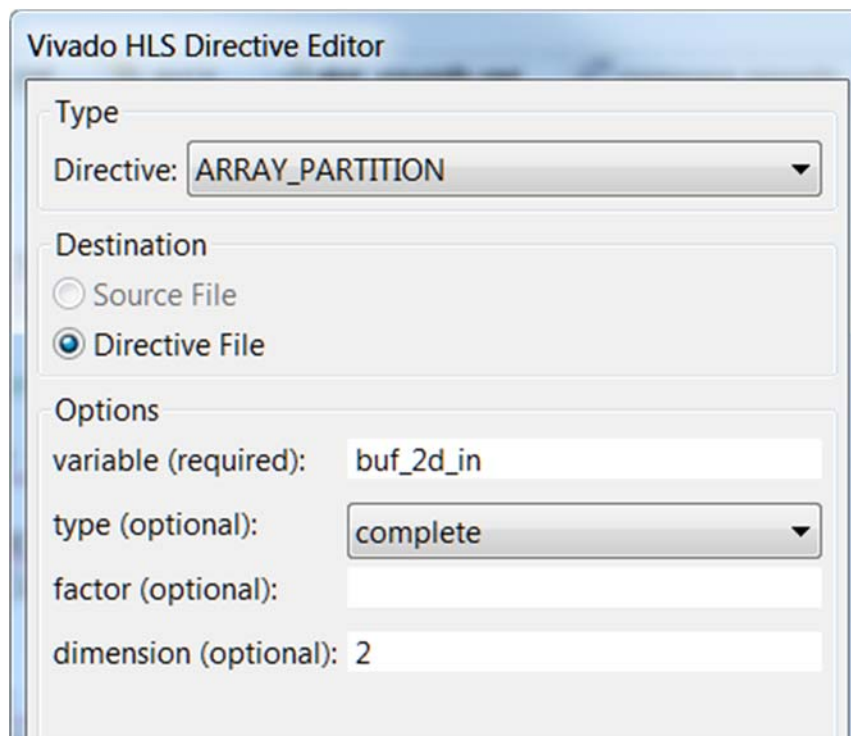 Vivado HLS Directive Editor
Type
Directive: ARRAY_PARTITION
Destination
Source File
Directive File
Options
variable (required): buf_2d_in
type (optional): complete
factor (optional):
dimension (optional): 2